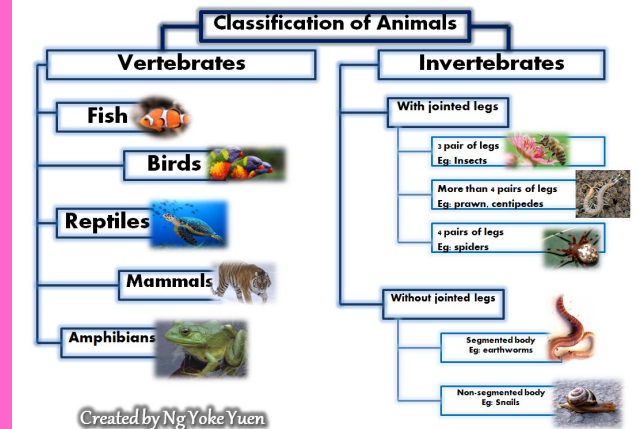 Classification of Animals
Vertebrates
Fish
Birds
Reptiles
Mammals
Amphibians
Invertebrates
With jointed legs
3 pair of legs
Eg: Insects
More than 4 pairs of legs
Eg: prawn, centipedes
4 pairs of legs
Eg: spiders
Without jointed legs
Segmented body
Eg: earthworms
Non-segmented body
Eg: Snails
Created by Ng Yoke Yuen